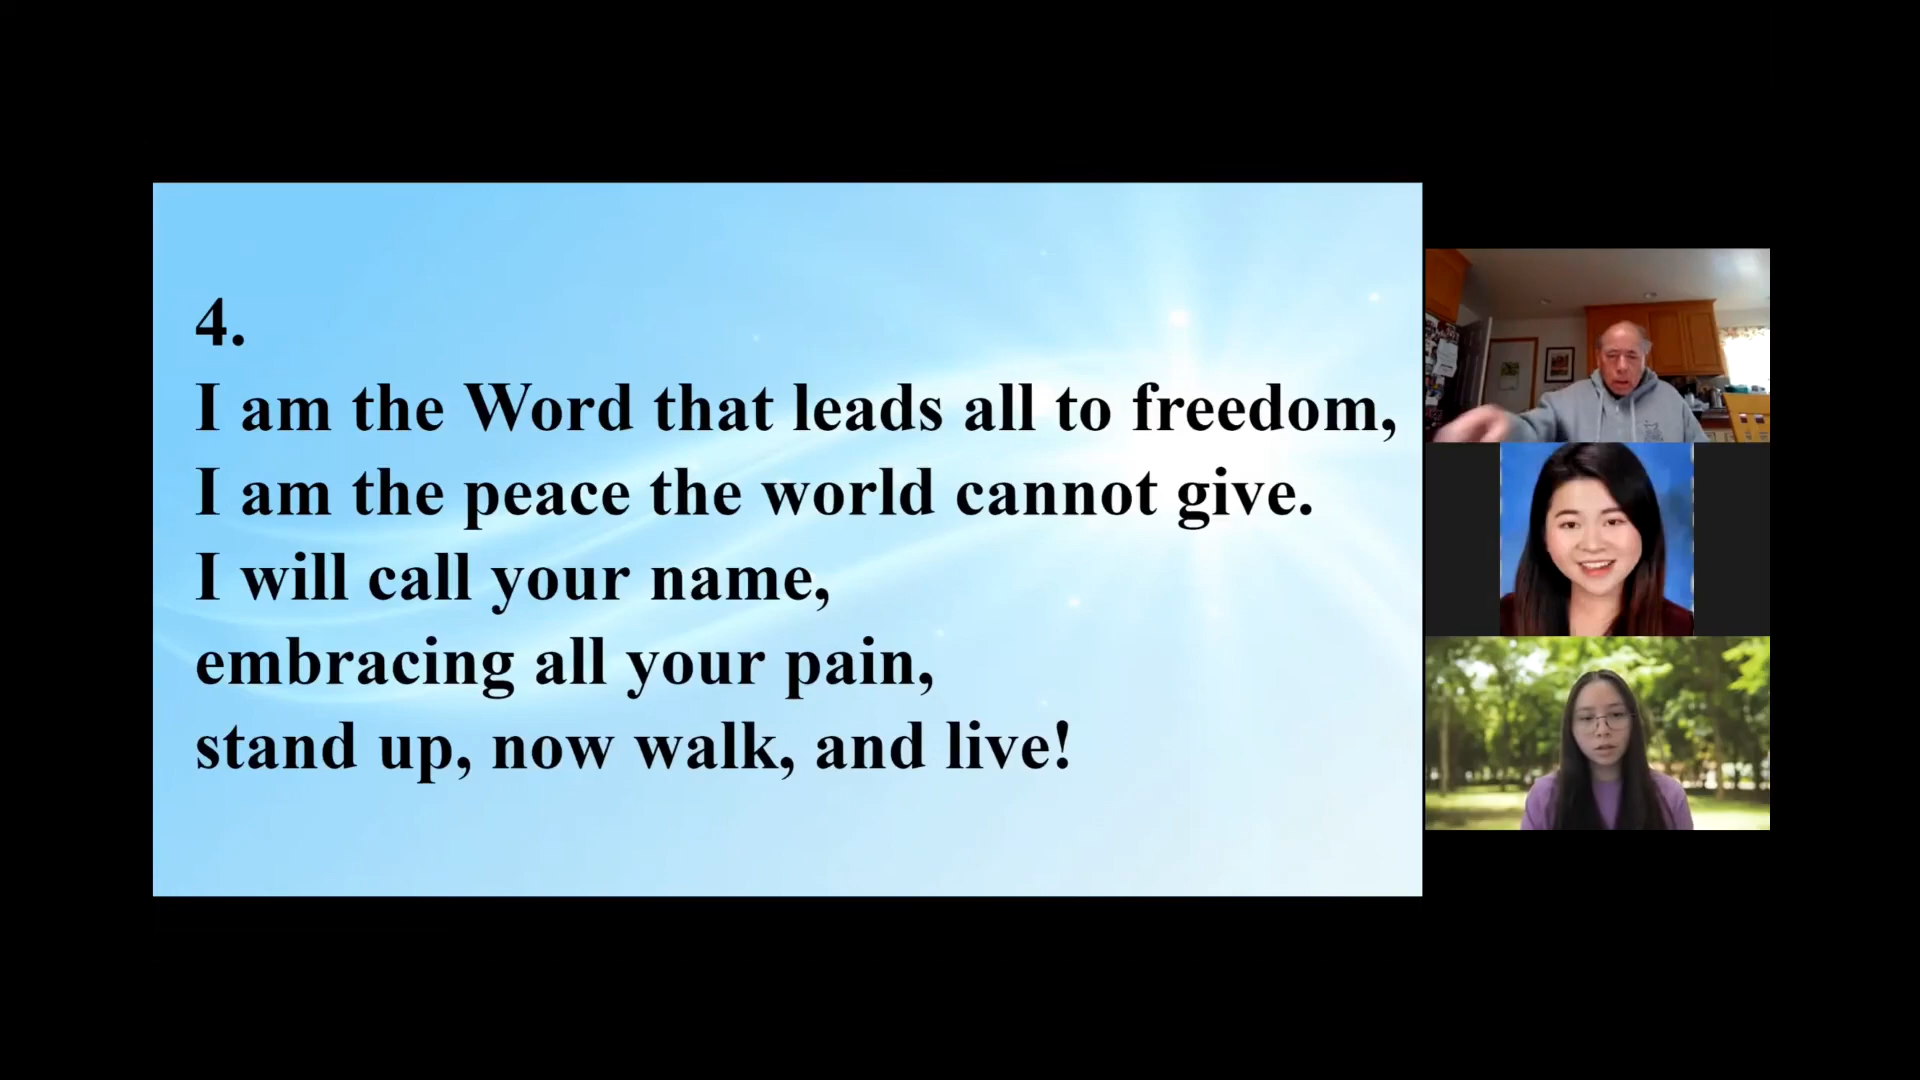 4.
I am the Word that leads all to freedom,
I am the peace the world cannot give.
I will call your name,
embracing all your pain,
stand up, now walk, and live!